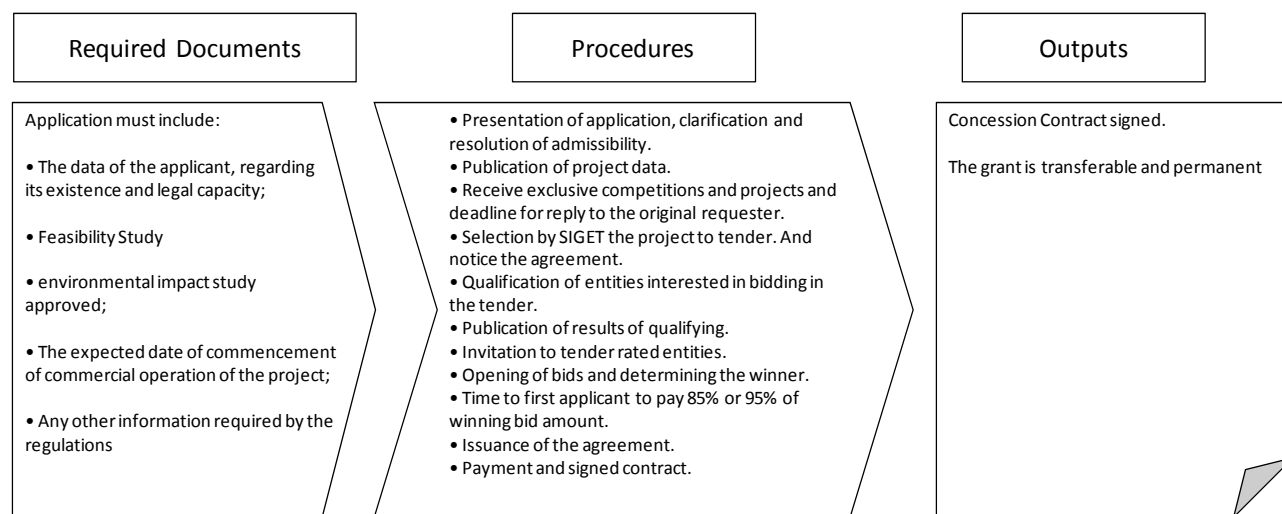 Required Documents
Application must include:
• The data of the applicant, regarding
its existence and legal capacity;
• Feasibility Study
• environmental impact study
approved;
• The expected date of commencement
of commercial operation of the project;
• Any other information required by the
regulations
Procedures
• Presentation of application, clarification and
resolution of admissibility.
• Publication of project data.
• Receive exclusive competitions and projects and
deadline for reply to the original requester.
• Selection by SIGET the project to tender. And
notice the agreement.
• Qualification of entities interested in bidding in
the tender.
• Publication of results of qualifying.
• Invitation to tender rated entities.
• Opening of bids and determining the winner.
• Time to first applicant to pay 85% or 95% of
winning bid amount.
• Issuance of the agreement.
• Payment and signed contract.
Outputs
Concession Contract signed.
The grant is transferable and permanent